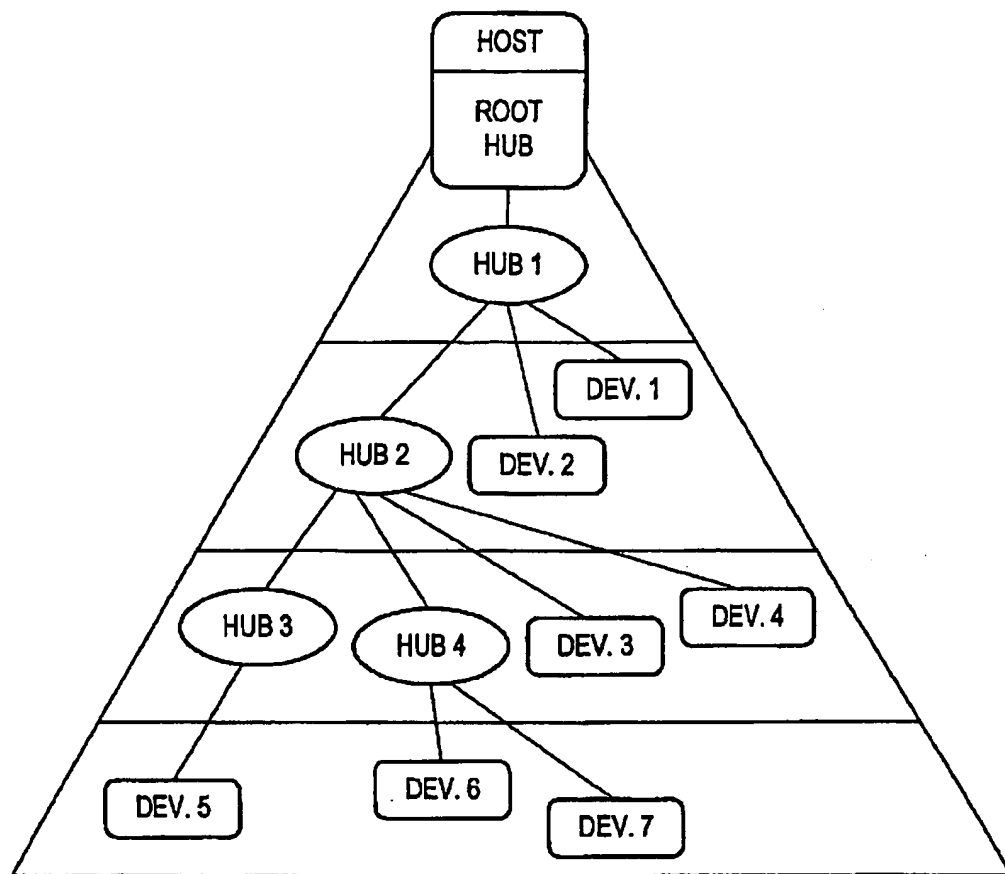 HOST
ROOT
HUB
HUB 1
DEV. 1
HUB 2
DEV. 2
HUB 3
HUB 4
DEV. 3
DEV. 4
DEV. 5
DEV. 6
DEV. 7